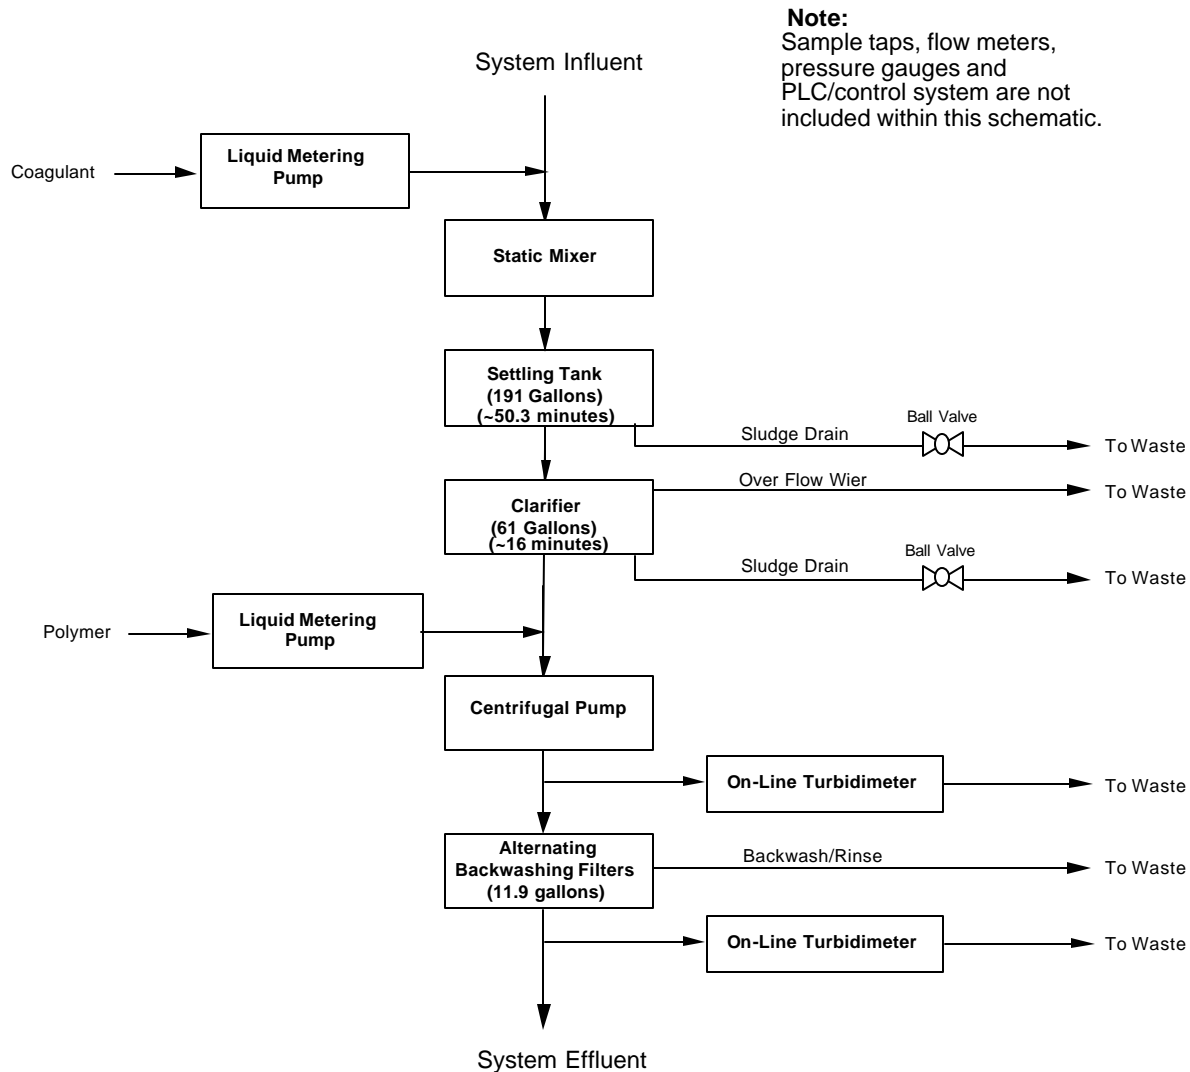 Note:
Sample taps, flow meters,
pressure gauges and
PLC/control system are not
included within this schematic.
System Influent
Coagulant
Liquid Metering
Pump
Static Mixer
Settling Tank
(191 Gallons)
(~50.3 minutes)
Sludge Drain
Ball Valve
To Waste
Over Flow Wier
To Waste
Clarifier
(61 Gallons)
(~16 minutes)
Sludge Drain
Ball Valve
To Waste
Polymer
Liquid Metering
Pump
Centrifugal Pump
On-Line Turbidimeter
To Waste
Alternating
Backwashing Filters
(11.9 gallons)
Backwash/Rinse
To Waste
On-Line Turbidimeter
To Waste
System Effluent